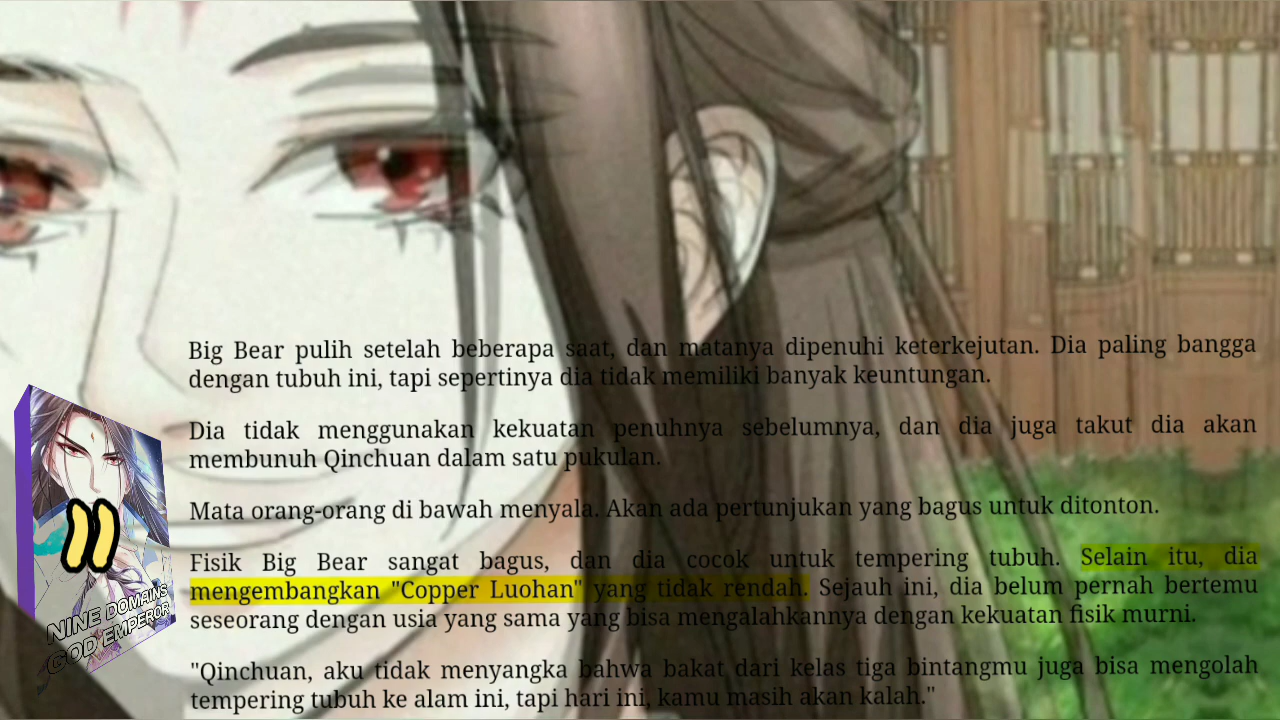 Big Bear pulih setelah beberapa saat, dan matanya dipenuhi keterkejutan. Dia paling bangga
dengan tubuh ini, tapi sepertinya dia tidak memiliki banyak keuntungan.
Dia tidak menggunakan kekuatan penuhnya sebelumnya, dan dia juga takut dia akan
membunuh Qinchuan dalam satu pukulan.
Mata orang-orang di bawah menyala. Akan ada pertunjukan yang bagus untuk ditonton.
Fisik Big Bear sangat bagus, dan dia cocok untuk tempering tubuh. Selain itu, dia
mengembangkan "Copper Luohan" yang tidak rendah. Sejauh ini, dia belum pernah bertemu
seseorang dengan usia yang sama yang bisa mengalahkannya dengan kekuatan fisik murni.
"Qinchuan, aku tidak menyangka bahwa bakat dari kelas tiga bintangmu juga bisa mengolah
tempering tubuh ke alam ini, tapi hari ini, kamu masih akan kalah."
NINE DOMAINS
GOD EMPEROR